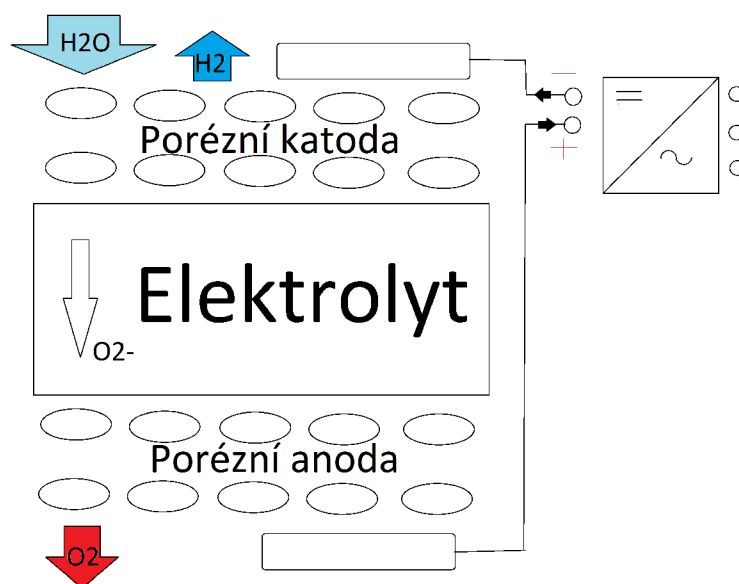 H2O
H2
Porézní katoda
Elektrolyt
O2-
Porézní anoda
O2